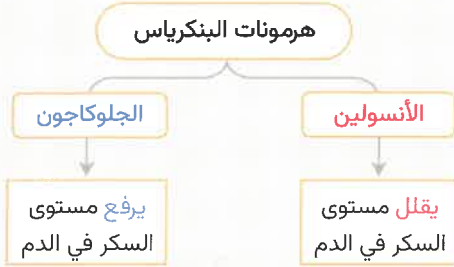 هرمونات البنكرياس
الأنسولين
الجلوكاجون
يقلل مستوى
السكر في الدم
يرفع مستوى
السكر في الدم